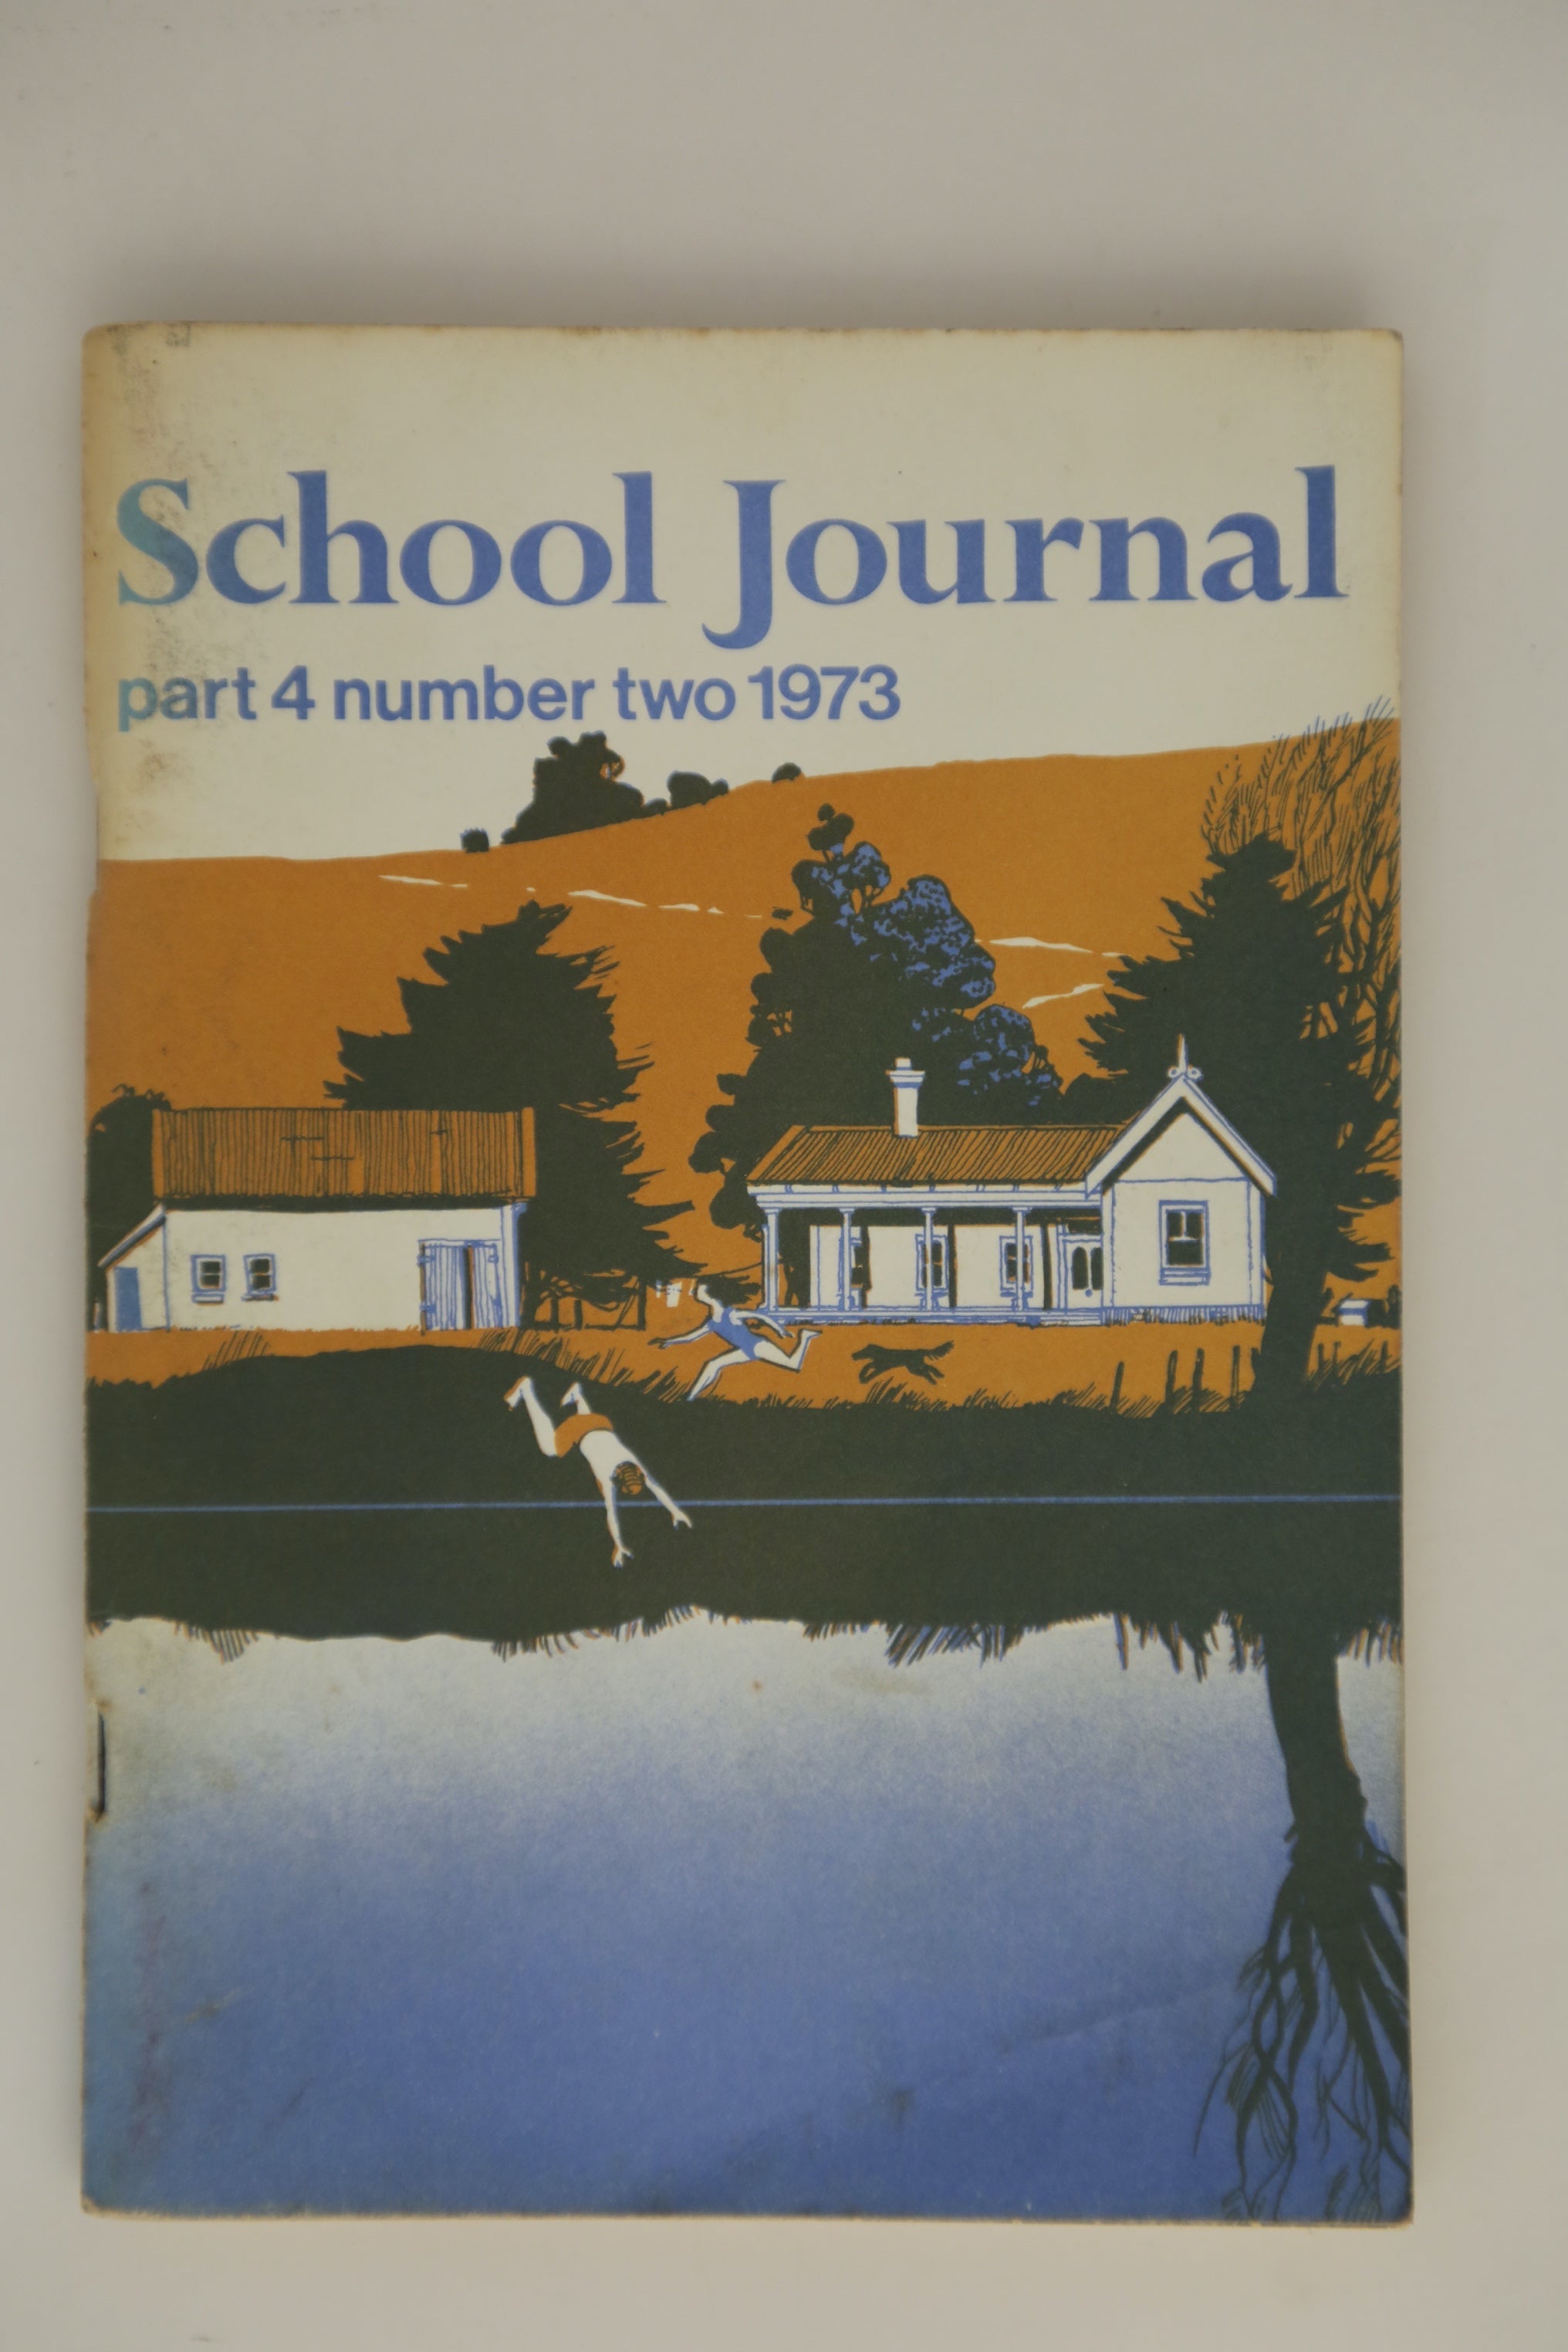 School Journal
part 4 number two 1973